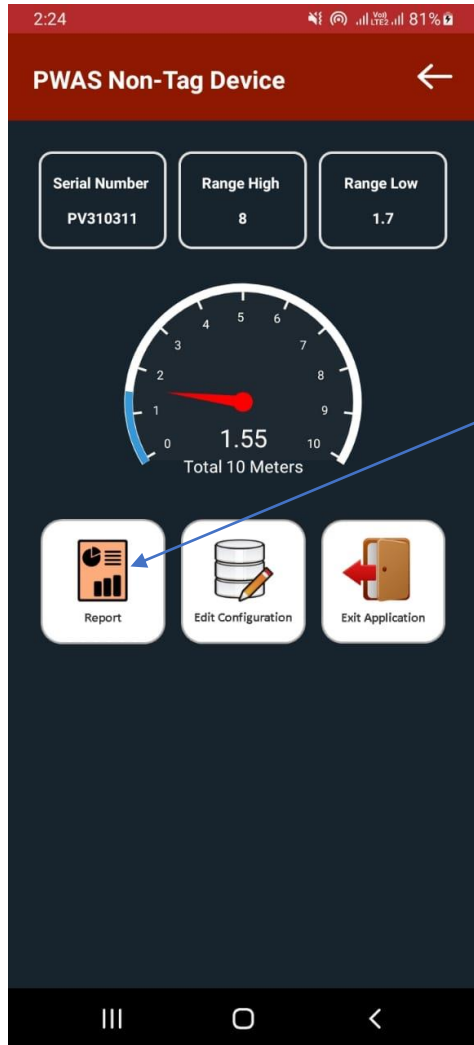 2:24
Vo)) LTE2 81%
PWAS Non-Tag Device
Serial Number
PV310311
Range High
8
Range Low
1.7
0
1
2
3
4
5
6
7
8
9
10
1.55
Total 10 Meters
Report
Edit Configuration
Exit Application